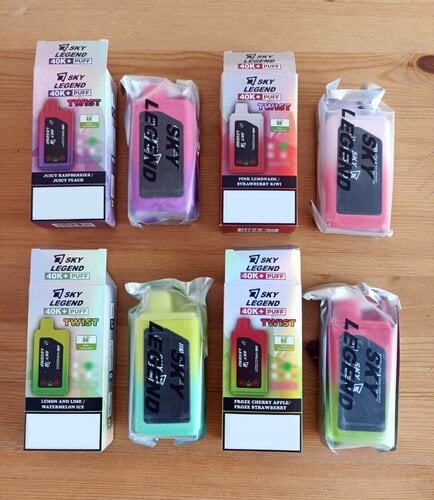 SKY
LEGEND
40K+ PUFF
TWIST
JUICY RASPBERRIES /
JUICY PEACH
SKY
LEGEND
SKY
LEGEND
40K+ PUFF
TWIST
PINK LEMONADE /
STRAWBERRY KIWI
SKY
LEGEND
SKY
LEGEND
40K+ PUFF
TWIST
LEMON AND LIME /
WATERMELON ICE
SKY
LEGEND
SKY
LEGEND
40K+ PUFF
TWIST
FROZE CHERRY APPLE/
FROZE STRAWBERRY
SKY
LEGEND